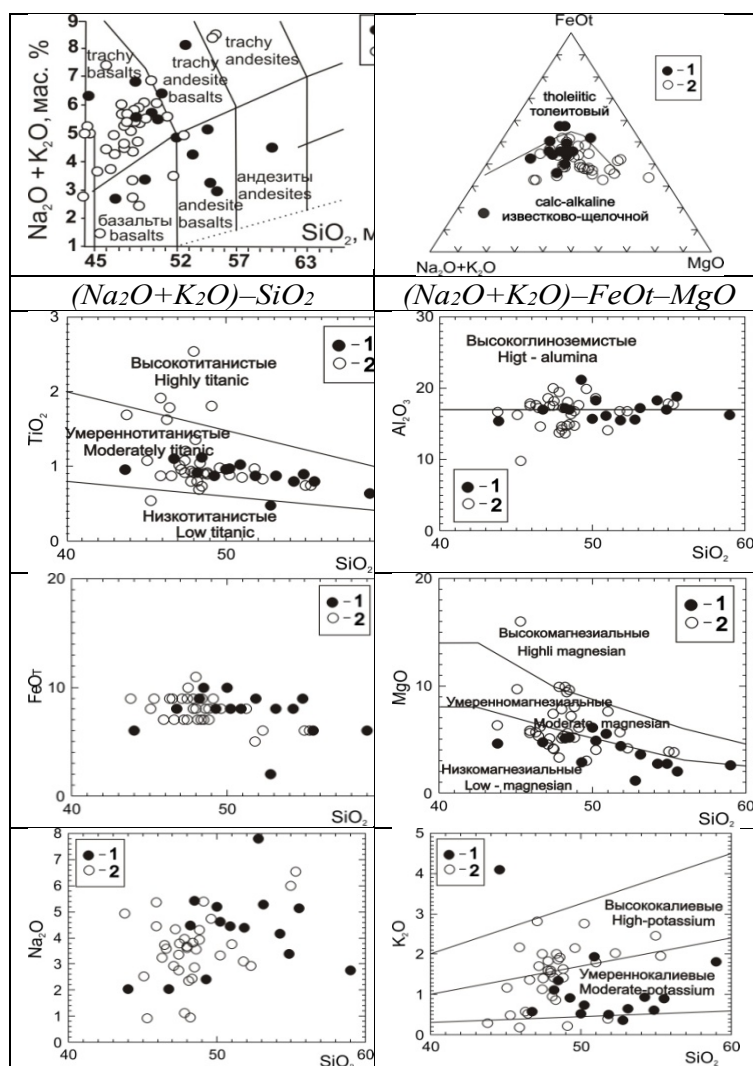 9
8
7
6
5
4
3
2
1
Na₂O + K₂O, мас. %
trachy
basalts
trachy
andesite
basalts
trachy
andesites
базальты
basalts
andesite
basalts
андезиты
andesites
SiO₂, м
45
52
57
63
FeOt
1
2
tholeiitic
толеитовый
calc-alkaline
известково-щелочной
Na₂O+K₂O
MgO
(Na₂O+K₂O)–SiO₂
(Na₂O+K₂O)–FeOt–MgO
3
2
1
0
TiO₂
Высокотитанистые
Highly titanic
Умереннотитанистые
Moderately titanic
Низкотитанистые
Low titanic
- 1
- 2
40
50
SiO₂
30
20
10
0
Al₂O₃
Высокоглиноземистые
Higt - alumina
- 1
- 2
40
50
60
SiO₂
20
10
0
FeOᴛ
- 1
- 2
40
50
SiO₂
20
10
0
MgO
- 1
- 2
Высокомагнезиальные
Highli magnesian
Умеренномагнезиальные
Moderate magnesian
Низкомагнезиальные
Low - magnesian
40
50
60
SiO₂
8
7
6
5
4
3
2
1
0
Na₂O
- 1
- 2
40
50
60
SiO₂
5
4
3
2
1
0
K₂O
- 1
- 2
Высококалиевые
High-potassium
Умереннокалиевые
Moderate-potassium
40
50
60
SiO₂